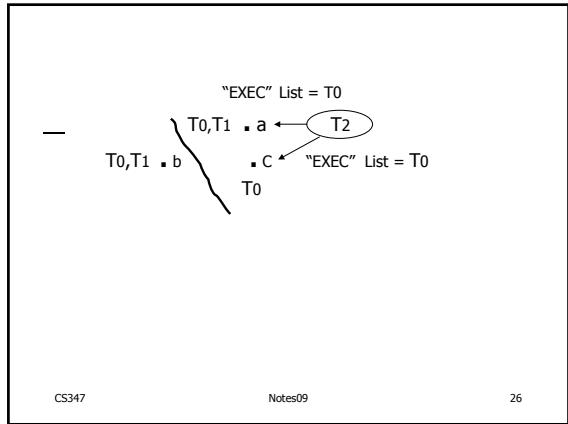 “EXEC” List = T0
T0,T1 ▪ a T2
T0,T1 ▪ b ▪ C “EXEC” List = T0
T0
CS347 Notes09 26